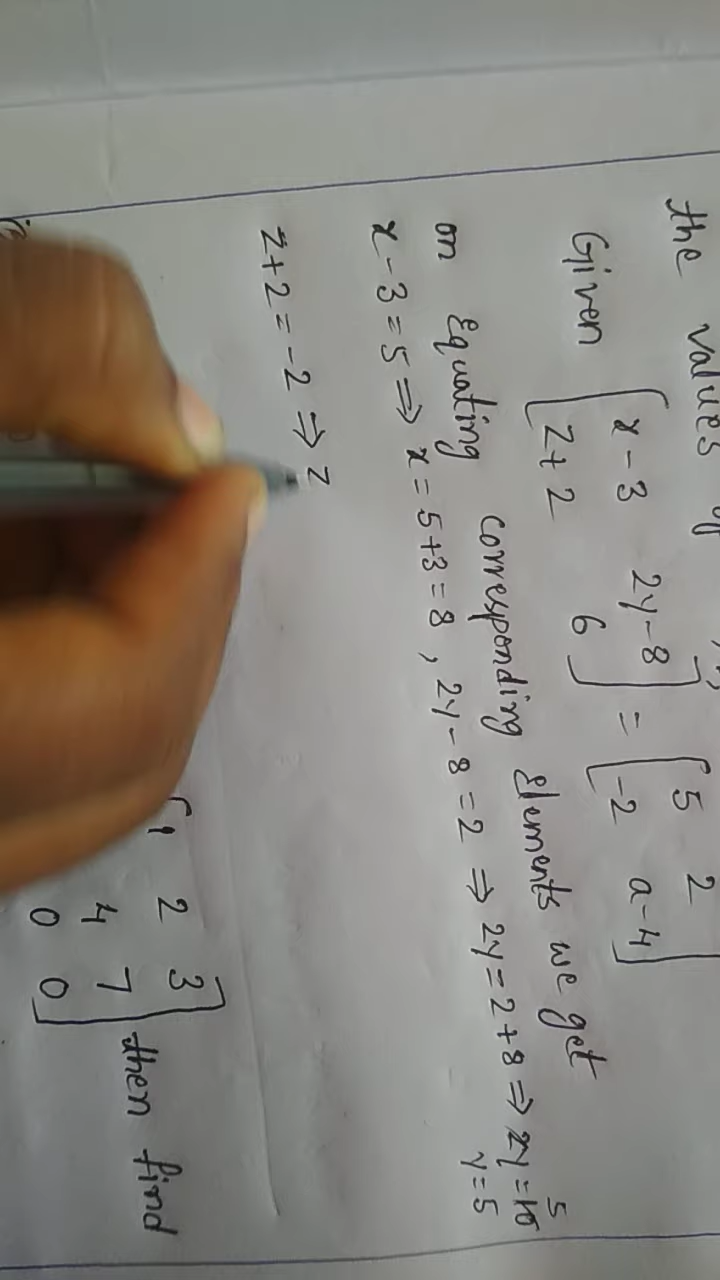 the values of
Given [x-3 2y-8] = [5 2]
[z+2 6] [-2 a-4]
on Equating corresponding Elements we get
x-3=5 ⇒ x=5+3=8, 2y-8=2 ⇒ 2y=2+8 ⇒ 2y=10 5
y=5
z+2=-2 ⇒ z
[1 2 3]
4 7 then find
0 0]